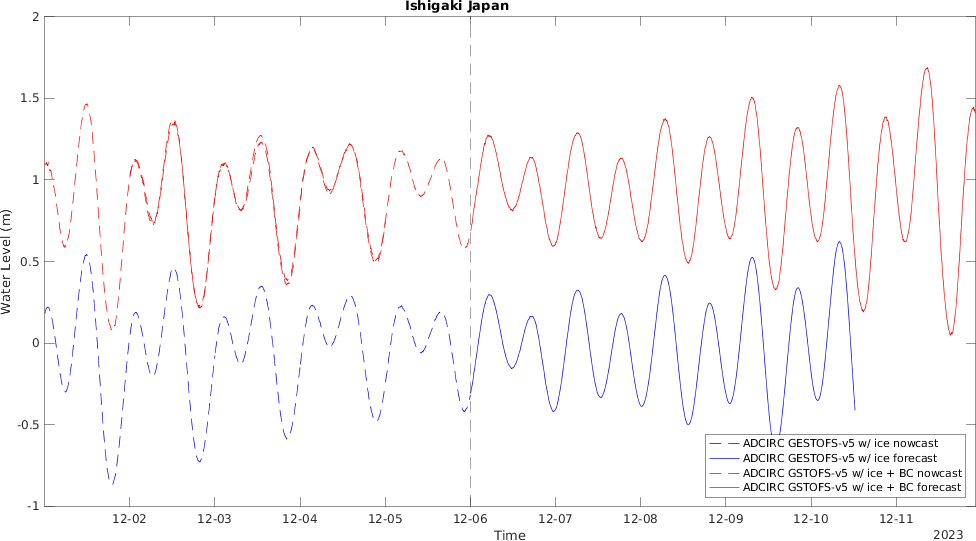 Ishigaki Japan
2
1.5
1
0.5
0
-0.5
-1
Water Level (m)
12-02 12-03 12-04 12-05 12-06 12-07 12-08 12-09 12-10 12-11
Time
2023
ADCIRC GESTOFS-v5 w/ ice nowcast
ADCIRC GESTOFS-v5 w/ ice forecast
ADCIRC GSTOFS-v5 w/ ice + BC nowcast
ADCIRC GSTOFS-v5 w/ ice + BC forecast